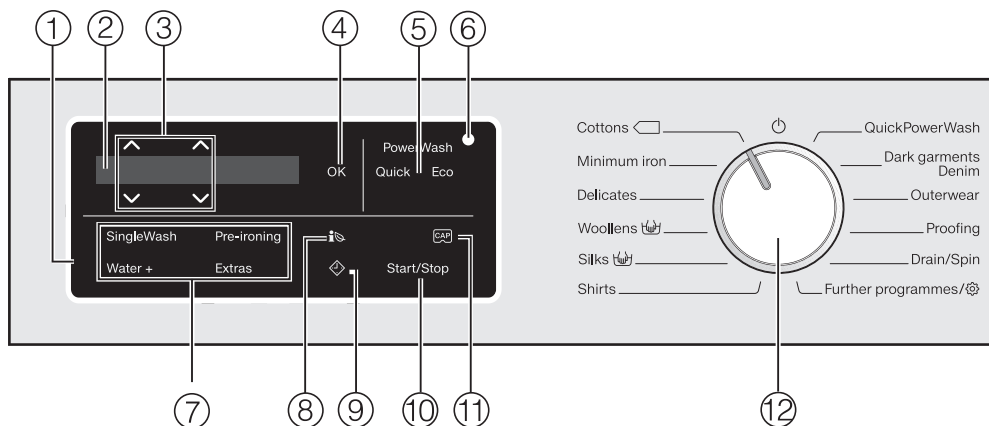 ① ② ③ ④ ⑤ ⑥
PowerWash
OK Quick Eco
SingleWash Pre-ironing
CAP
Water + Extras
Start/Stop
Cottons
Minimum iron
Delicates
Woollens
Silks
Shirts
QuickPowerWash
Dark garments
Denim
Outerwear
Proofing
Drain/Spin
Further programmes/
⑦ ⑧ ⑨ ⑩ ⑪ ⑫